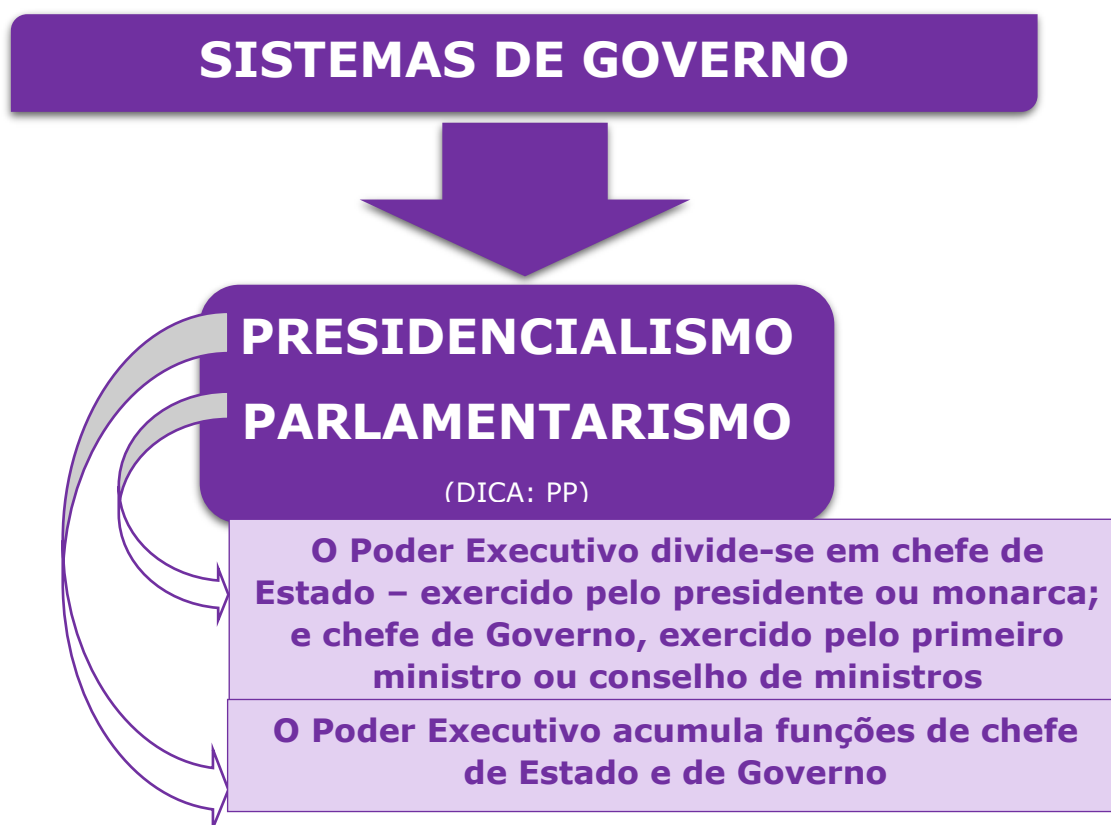 SISTEMAS DE GOVERNO
PRESIDENCIALISMO
PARLAMENTARISMO
(DICA: PP)
O Poder Executivo divide-se em chefe de
Estado – exercido pelo presidente ou monarca;
e chefe de Governo, exercido pelo primeiro
ministro ou conselho de ministros
O Poder Executivo acumula funções de chefe
de Estado e de Governo